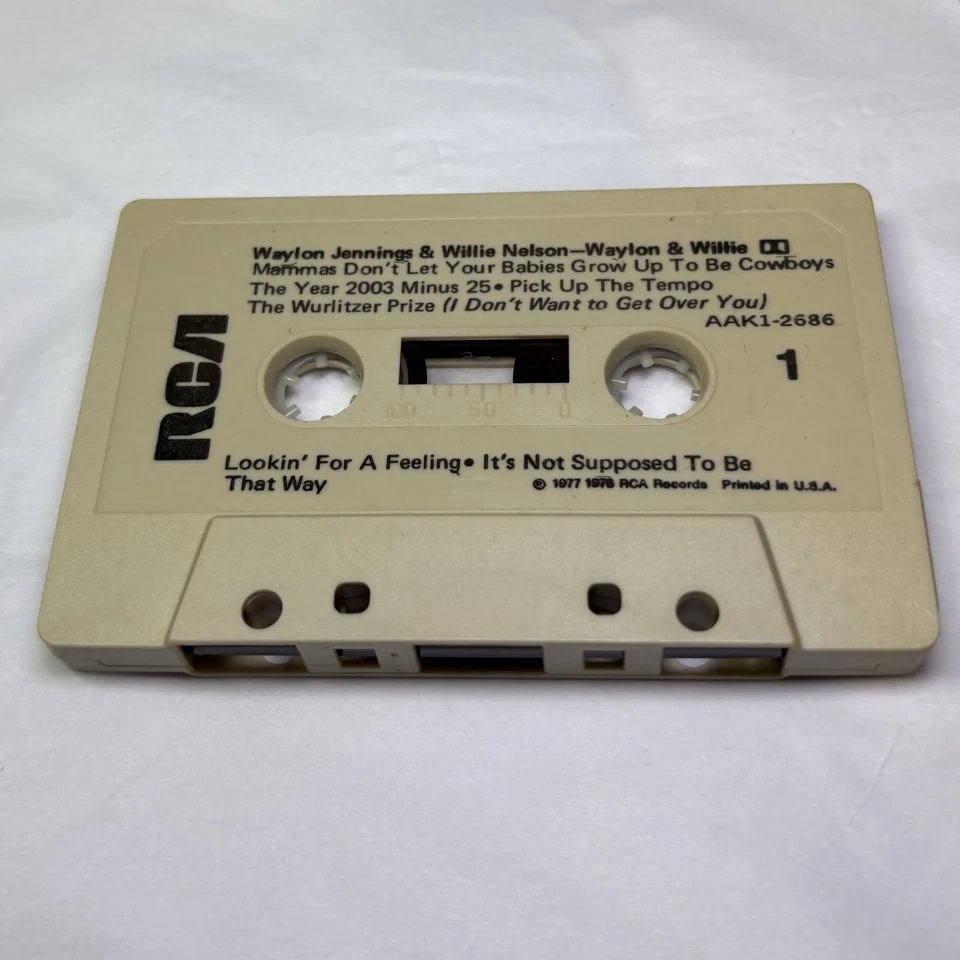 Waylon Jennings & Willie Nelson—Waylon & Willie
Mammas Don't Let Your Babies Grow Up To Be Cowboys
The Year 2003 Minus 25• Pick Up The Tempo
The Wurlitzer Prize (I Don't Want to Get Over You)
AAK1-2686
RCA
1
100 50 0
Lookin' For A Feeling• It's Not Supposed To Be
That Way
℗ 1977 1978 RCA Records Printed in U.S.A.